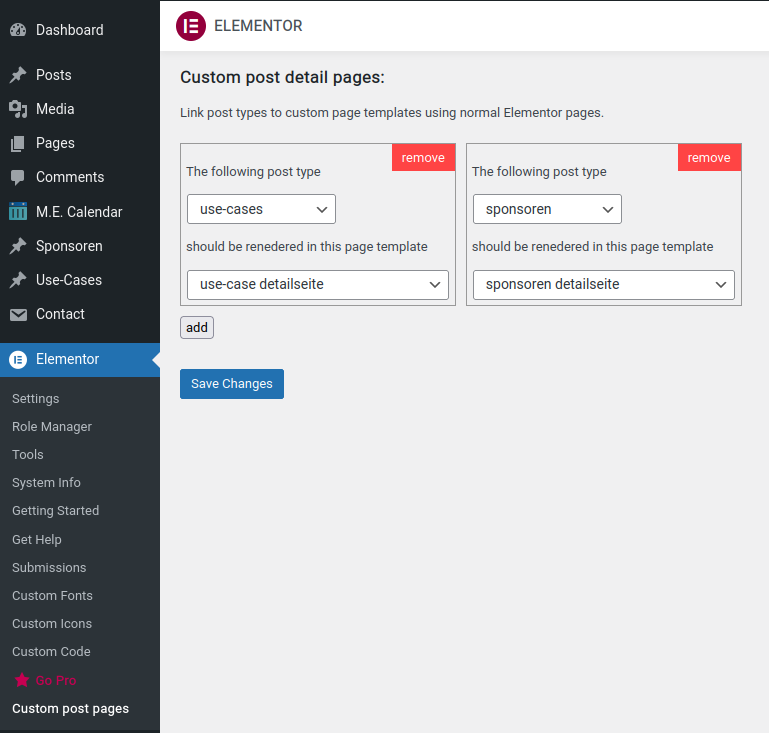 Dashboard
Posts
Media
Pages
Comments
M.E. Calendar
Sponsoren
Use-Cases
Contact
Elementor
Settings
Role Manager
Tools
System Info
Getting Started
Get Help
Submissions
Custom Fonts
Custom Icons
Custom Code
Go Pro
Custom post pages
ELEMENTOR
Custom post detail pages:
Link post types to custom page templates using normal Elementor pages.
remove
The following post type
use-cases
should be renedered in this page template
use-case detailseite
remove
The following post type
sponsoren
should be renedered in this page template
sponsoren detailseite
add
Save Changes